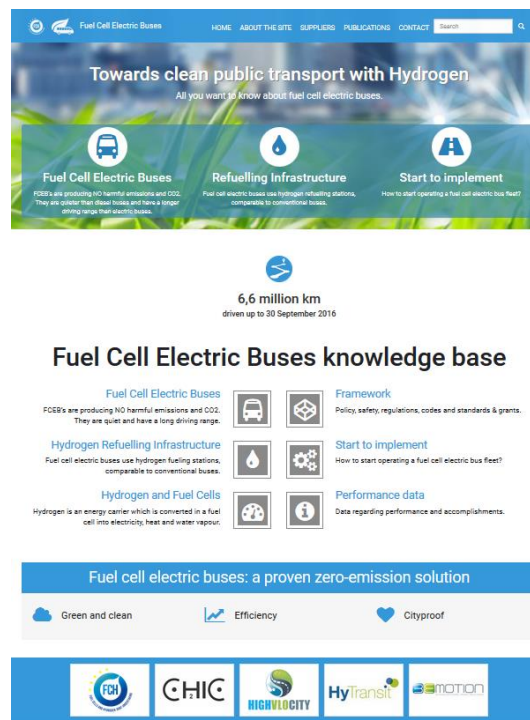 Fuel Cell Electric Buses
HOME ABOUT THE SITE SUPPLIERS PUBLICATIONS CONTACT Search
Towards clean public transport with Hydrogen
All you want to know about fuel cell electric buses.
Fuel Cell Electric Buses
FCEB's are producing NO harmful emissions and CO2.
They are quieter than diesel buses and have a longer
driving range than electric buses.
Refuelling Infrastructure
Fuel cell electric buses use hydrogen refuelling stations,
comparable to conventional buses.
Start to implement
How to start operating a fuel cell electric bus fleet?
6,6 million km
driven up to 30 September 2016
Fuel Cell Electric Buses knowledge base
Fuel Cell Electric Buses
FCEB's are producing NO harmful emissions and CO2.
They are quiet and have a long driving range.
Framework
Policy, safety, regulations, codes and standards & grants.
Hydrogen Refuelling Infrastructure
Fuel cell electric buses use hydrogen fueling stations,
comparable to conventional buses.
Start to implement
How to start operating a fuel cell electric bus fleet?
Hydrogen and Fuel Cells
Hydrogen is an energy carrier which is converted in a fuel
cell into electricity, heat and water vapour.
Performance data
Data regarding performance and accomplishments.
Fuel cell electric buses: a proven zero-emission solution
Green and clean
Efficiency
Cityproof
FCH
CHIC
HIGHVLOCITY
HyTransit
3EMOTION